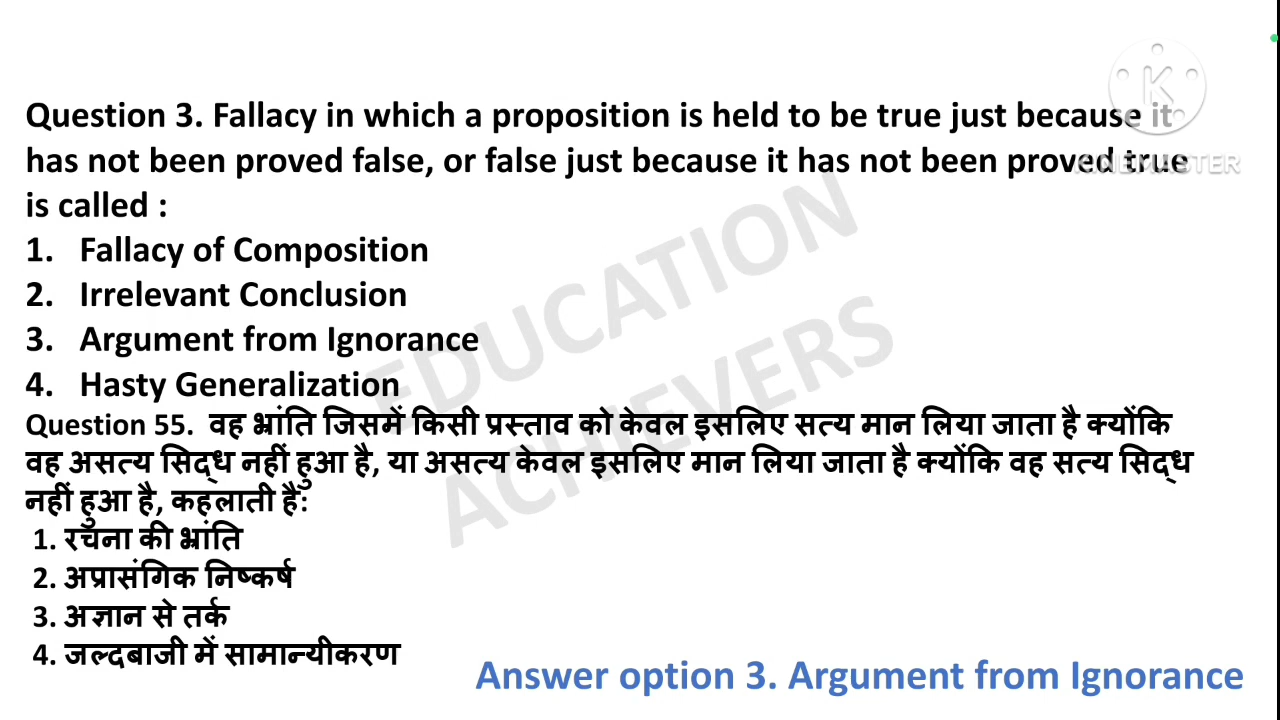 Question 3. Fallacy in which a proposition is held to be true just because it
has not been proved false, or false just because it has not been proved true
is called :
1. Fallacy of Composition
2. Irrelevant Conclusion
3. Argument from Ignorance
4. Hasty Generalization
Question 55. वह भ्रांति जिसमें किसी प्रस्ताव को केवल इसलिए सत्य मान लिया जाता है क्योंकि
वह असत्य सिद्ध नहीं हुआ है, या असत्य केवल इसलिए मान लिया जाता है क्योंकि वह सत्य सिद्ध
नहीं हुआ है, कहलाती है:
1. रचना की भ्रांति
2. अप्रासंगिक निष्कर्ष
3. अज्ञान से तर्क
4. जल्दबाजी में सामान्यीकरण
Answer option 3. Argument from Ignorance
EDUCATION
ACHIEVERS
K
KINEMASTER